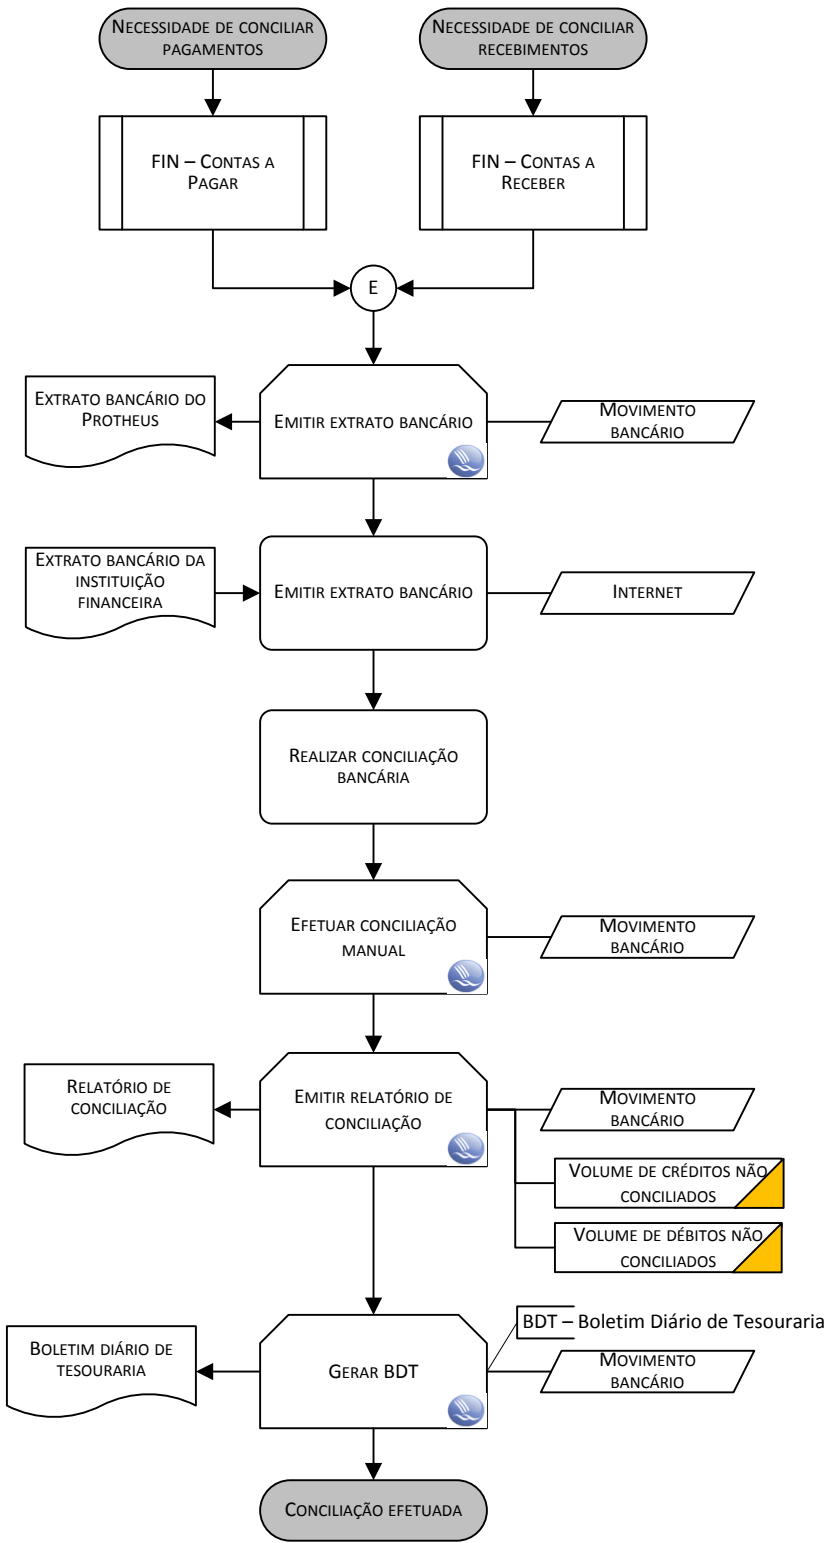 NECESSIDADE DE CONCILIAR
PAGAMENTOS
NECESSIDADE DE CONCILIAR
RECEBIMENTOS
FIN – CONTAS A
PAGAR
FIN – CONTAS A
RECEBER
E
EXTRATO BANCÁRIO DO
PROTHEUS
EMITIR EXTRATO BANCÁRIO
MOVIMENTO
BANCÁRIO
EXTRATO BANCÁRIO DA
INSTITUIÇÃO
FINANCEIRA
EMITIR EXTRATO BANCÁRIO
INTERNET
REALIZAR CONCILIAÇÃO
BANCÁRIA
EFETUAR CONCILIAÇÃO
MANUAL
MOVIMENTO
BANCÁRIO
RELATÓRIO DE
CONCILIAÇÃO
EMITIR RELATÓRIO DE
CONCILIAÇÃO
MOVIMENTO
BANCÁRIO
VOLUME DE CRÉDITOS NÃO
CONCILIADOS
VOLUME DE DÉBITOS NÃO
CONCILIADOS
BDT – Boletim Diário de Tesouraria
BOLETIM DIÁRIO DE
TESOURARIA
GERAR BDT
MOVIMENTO
BANCÁRIO
CONCILIAÇÃO EFETUADA